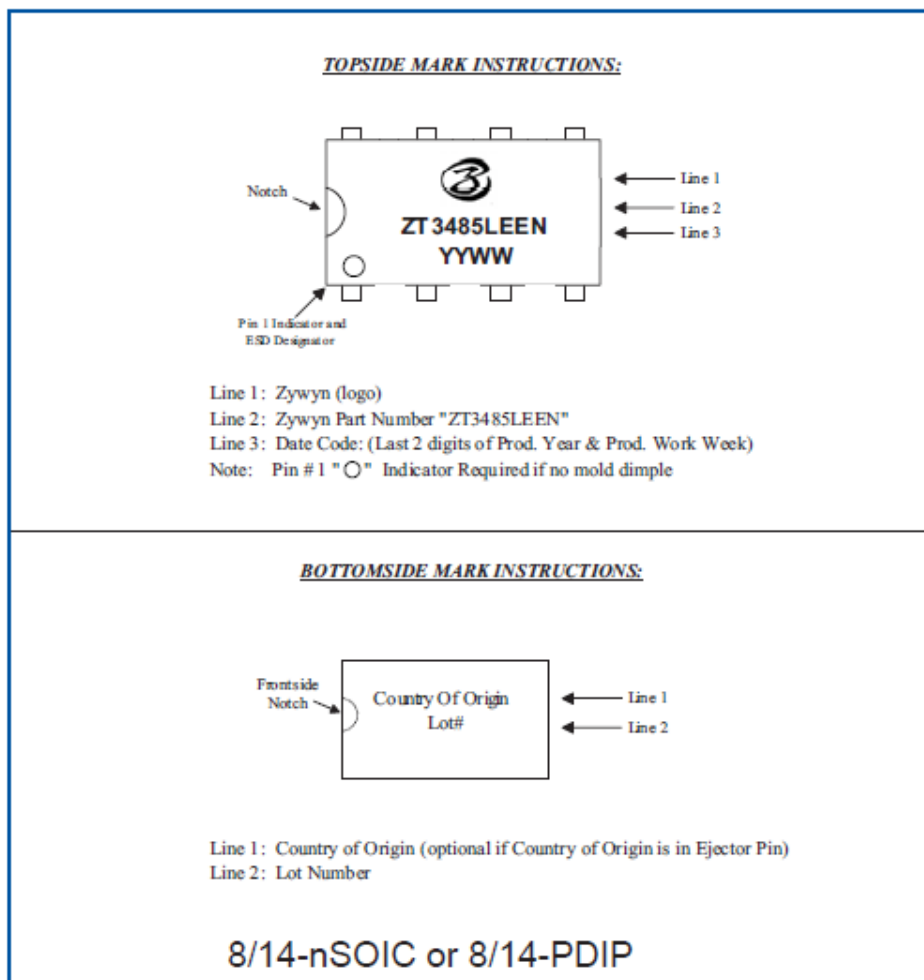 TOPSIDE MARK INSTRUCTIONS:
Notch
ZT3485LEEN
YYWW
Line 1
Line 2
Line 3
Pin 1 Indicator and
ESD Designator
Line 1: Zywyn (logo)
Line 2: Zywyn Part Number "ZT3485LEEN"
Line 3: Date Code: (Last 2 digits of Prod. Year & Prod. Work Week)
Note: Pin # 1 "○" Indicator Required if no mold dimple
BOTTOMSIDE MARK INSTRUCTIONS:
Frontside
Notch
Country Of Origin
Lot#
Line 1
Line 2
Line 1: Country of Origin (optional if Country of Origin is in Ejector Pin)
Line 2: Lot Number
8/14-nSOIC or 8/14-PDIP